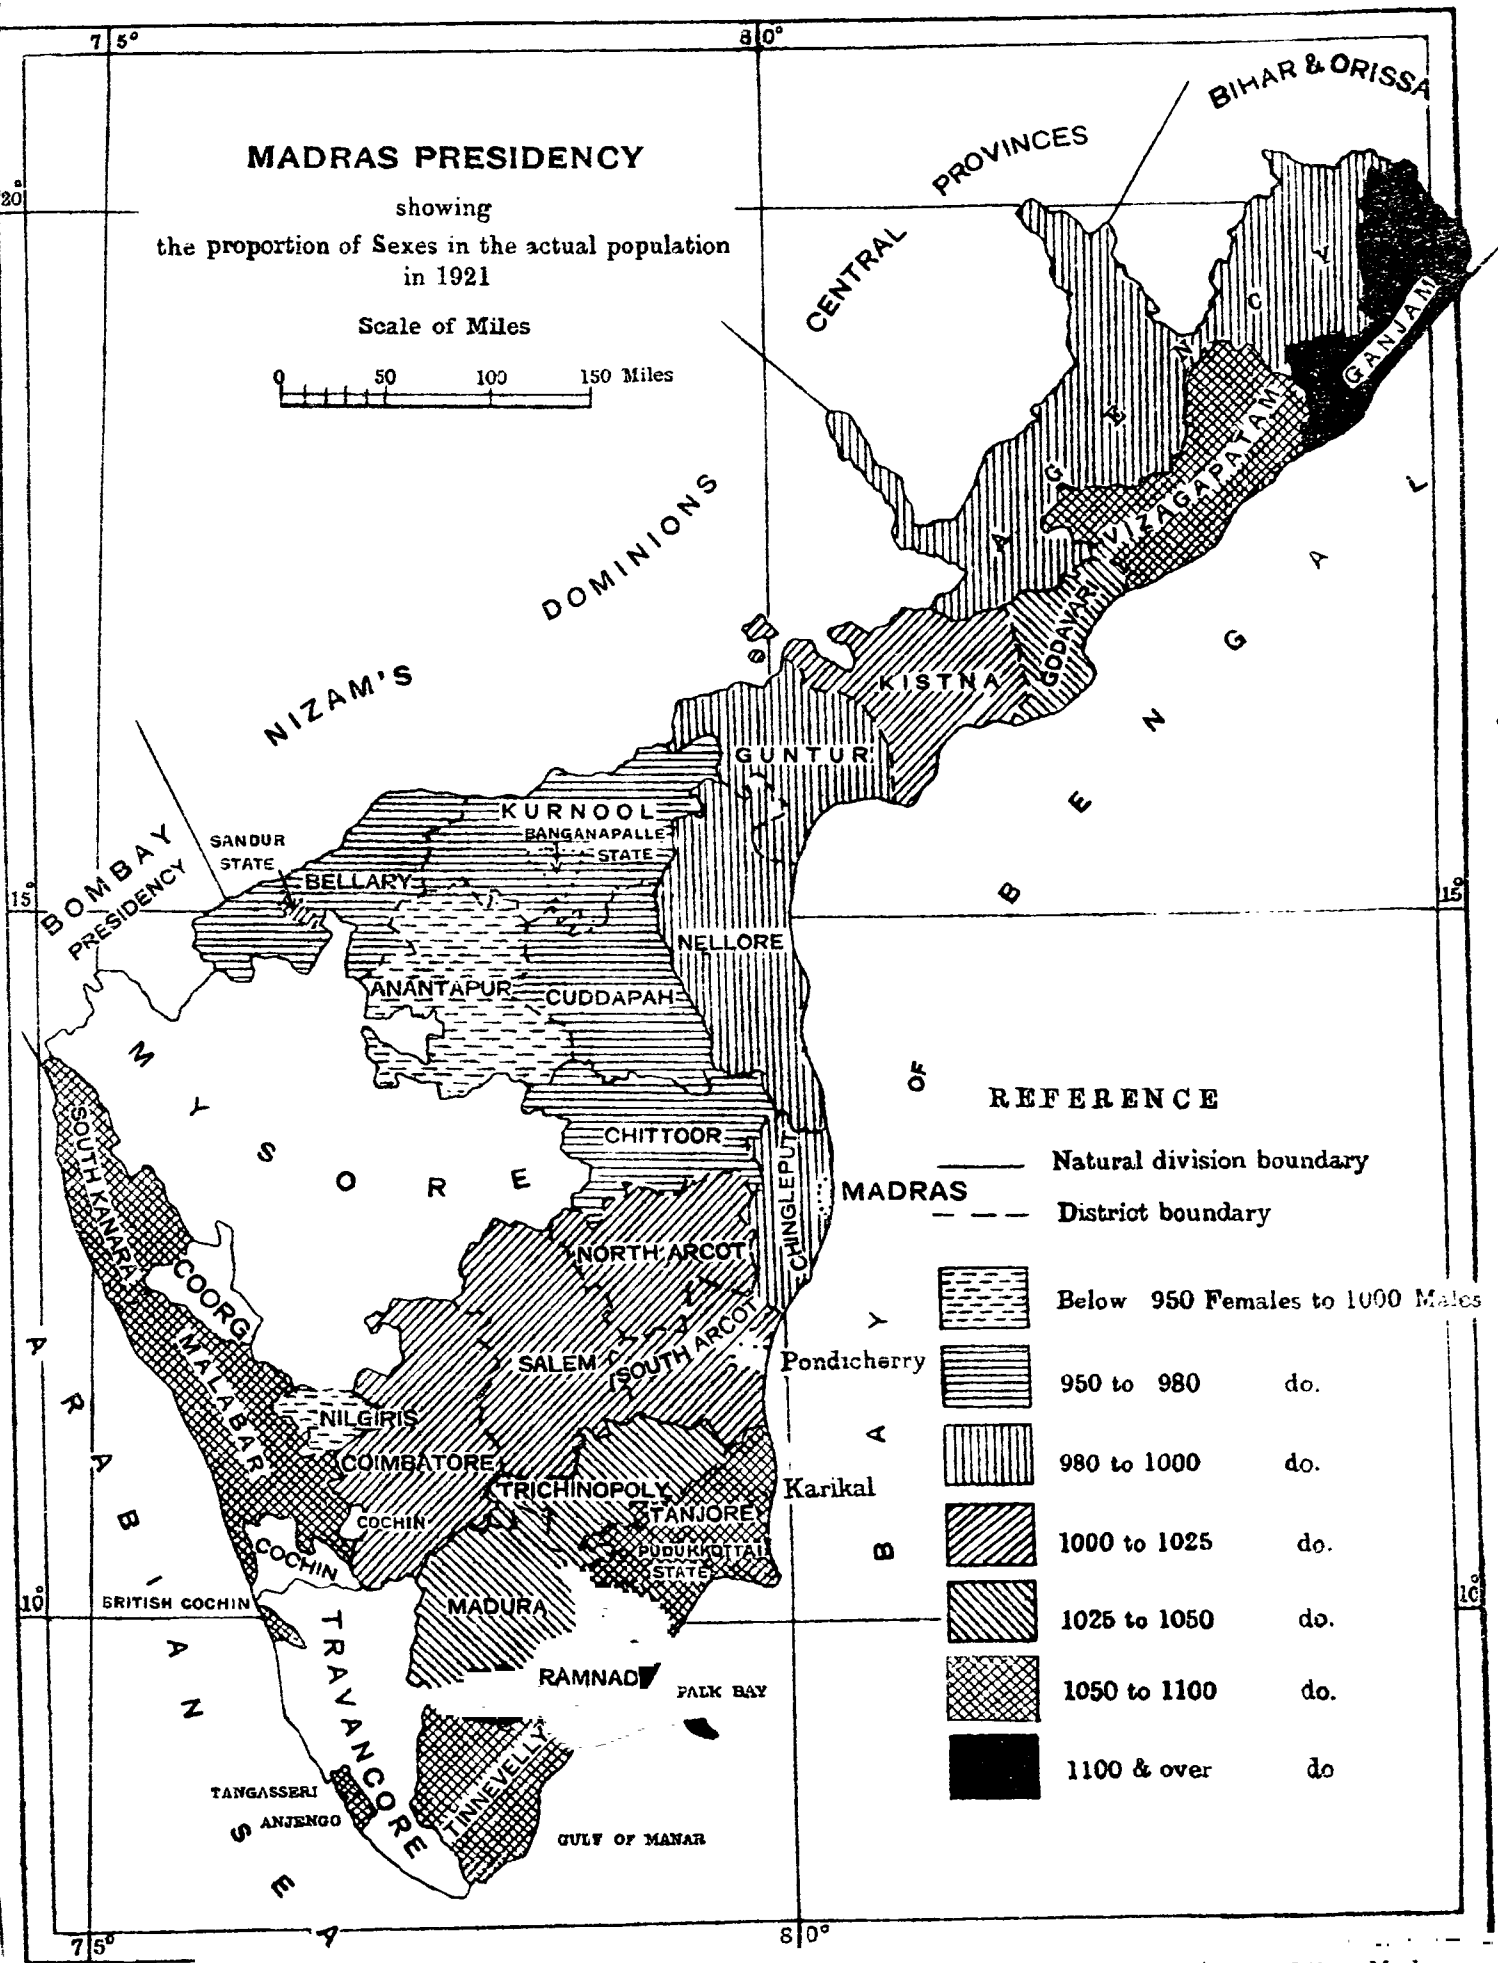 75°
80°
BIHAR & ORISSA
CENTRAL PROVINCES
MADRAS PRESIDENCY
showing
the proportion of Sexes in the actual population
in 1921
Scale of Miles
0 50 100 150 Miles
20°
AGENCY
GANJAM
VIZAGAPATAM
GODAVARI
KISTNA
NIZAM'S DOMINIONS
GUNTUR
KURNOOL
BANGANAPALLE
STATE
SANDUR
STATE
BELLARY
BOMBAY
PRESIDENCY
15°
15°
NELLORE
ANANTAPUR
CUDDAPAH
MYSORE
CHITTOOR
CHINGLEPUT
MADRAS
SOUTH KANARA
COORG
NORTH ARCOT
SALEM
SOUTH ARCOT
Pondicherry
MALABAR
NILGIRIS
COIMBATORE
TRICHINOPOLY
Karikal
TANJORE
COCHIN
COCHIN
PUDUKKOTTAI
STATE
BRITISH COCHIN
MADURA
10°
10°
TRAVANCORE
RAMNAD
PALK BAY
TINNEVELLY
TANGASSERI
ANJENGO
GULF OF MANAR
ARABIAN SEA
BAY OF BENGAL
REFERENCE
Natural division boundary
District boundary
Below 950 Females to 1000 Males
950 to 980 do.
980 to 1000 do.
1000 to 1025 do.
1025 to 1050 do.
1050 to 1100 do.
1100 & over do
75°
80°